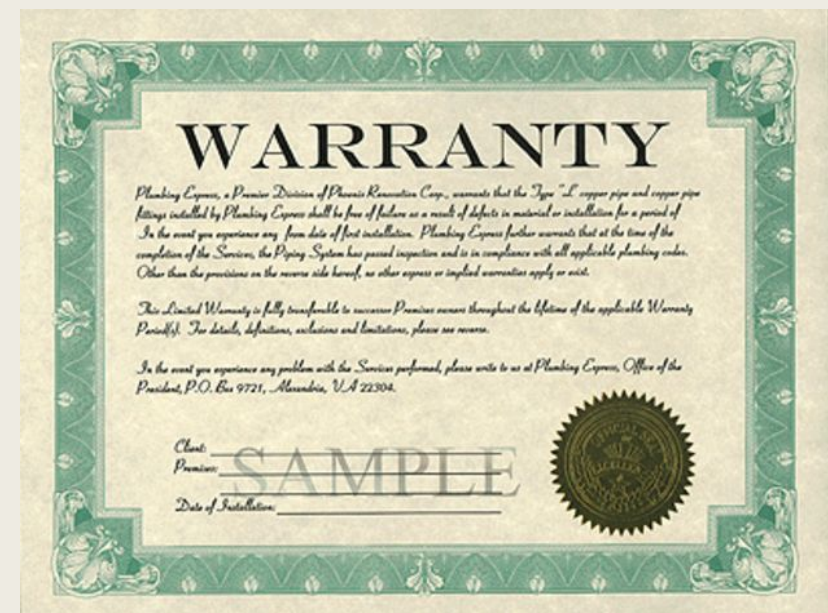 WARRANTY
Plumbing Express, a Premier Division of Phoenix Renovation Corp., warrants that the Type "L" copper pipe and copper pipe
fittings installed by Plumbing Express shall be free of failure as a result of defects in material or installation for a period of
In the event you experience any from date of first installation. Plumbing Express further warrants that at the time of the
completion of the Services, the Piping System has passed inspection and is in compliance with all applicable plumbing codes.
Other than the provisions on the reverse side hereof, no other express or implied warranties apply or exist.
This Limited Warranty is fully transferable to successor Premises owners throughout the lifetime of the applicable Warranty
Period(s). For details, definitions, exclusions and limitations, please see reverse.
In the event you experience any problem with the Services performed, please write to us at Plumbing Express, Office of the
President, P.O. Box 9721, Alexandria, VA 22304.
Client:
Premises:
SAMPLE
Date of Installation:
OFFICIAL SEAL
EXCELLENCE